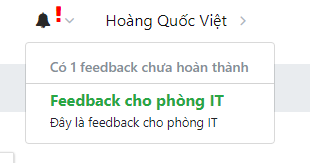 Hoàng Quốc Việt
Có 1 feedback chưa hoàn thành
Feedback cho phòng IT
Đây là feedback cho phòng IT